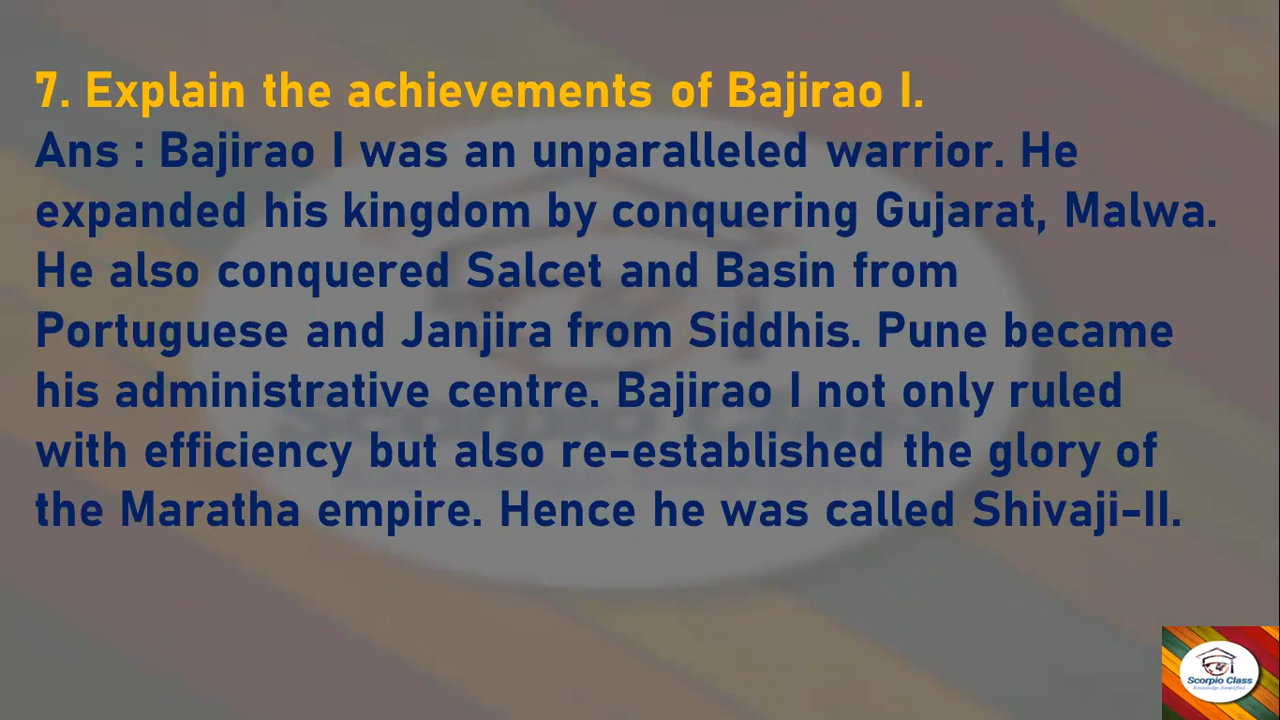 7. Explain the achievements of Bajirao I.
Ans : Bajirao I was an unparalleled warrior. He
expanded his kingdom by conquering Gujarat, Malwa.
He also conquered Salcet and Basin from
Portuguese and Janjira from Siddhis. Pune became
his administrative centre. Bajirao I not only ruled
with efficiency but also re-established the glory of
the Maratha empire. Hence he was called Shivaji-II.
Scorpio Class